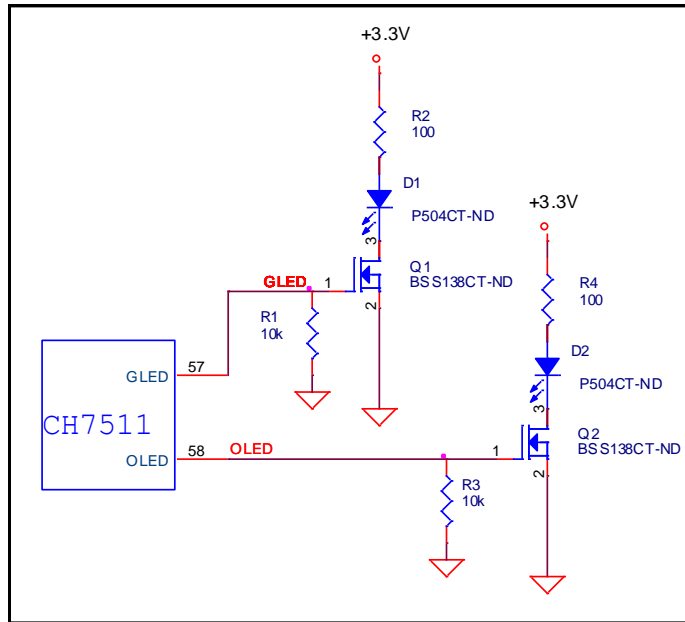 +3.3V
R2
100
D1
P504CT-ND
+3.3V
3
Q1
BSS138CT-ND
GLED
1
2
R4
100
R1
10k
D2
P504CT-ND
57
GLED
3
CH7511
Q2
BSS138CT-ND
58
OLED
OLED
1
2
R3
10k